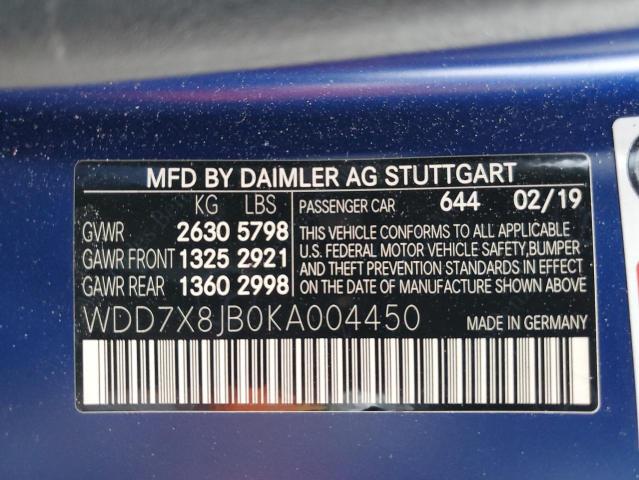 MFD BY DAIMLER AG STUTTGART
KG LBS
GVWR 2630 5798
GAWR FRONT 1325 2921
GAWR REAR 1360 2998
PASSENGER CAR 644 02/19
THIS VEHICLE CONFORMS TO ALL APPLICABLE
U.S. FEDERAL MOTOR VEHICLE SAFETY,BUMPER
AND THEFT PREVENTION STANDARDS IN EFFECT
ON THE DATE OF MANUFACTURE SHOWN ABOVE
WDD7X8JB0KA004450 MADE IN GERMANY